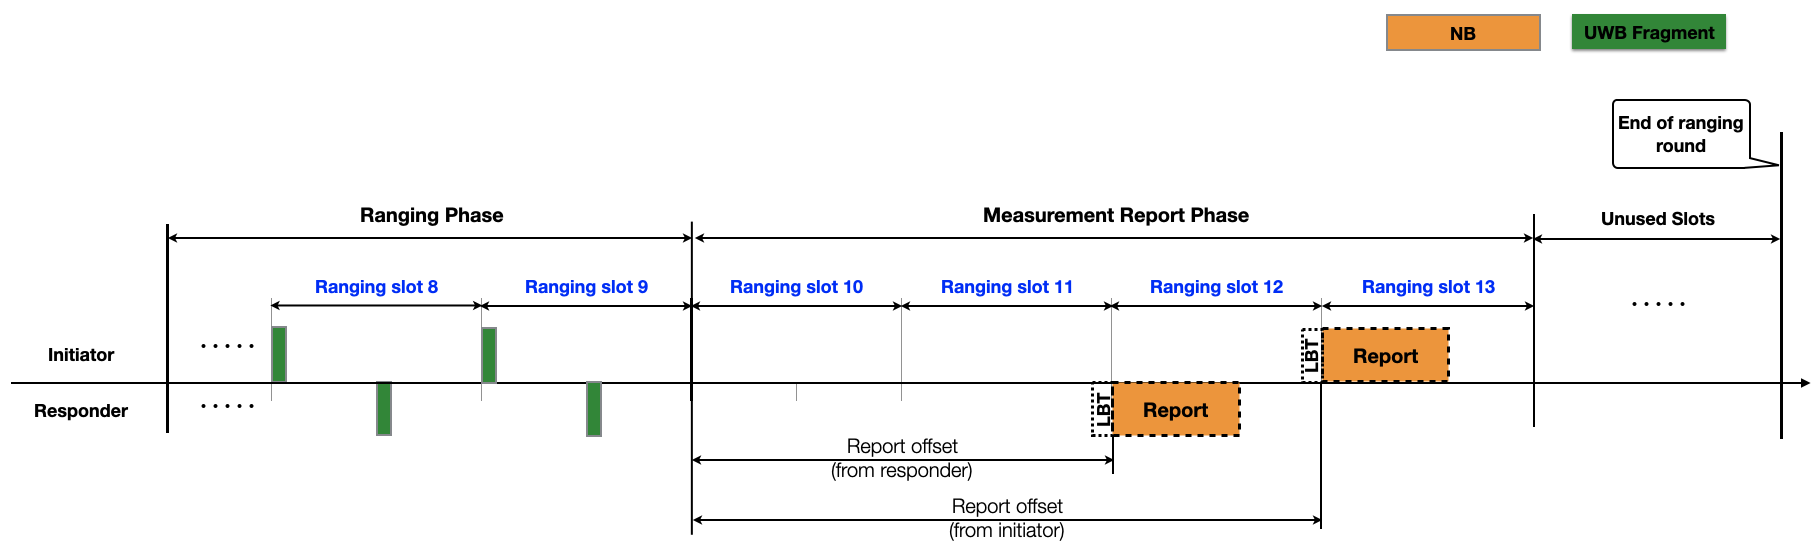 NB
UWB Fragment
End of ranging
round
Ranging Phase
Measurement Report Phase
Unused Slots
Ranging slot 8
Ranging slot 9
Ranging slot 10
Ranging slot 11
Ranging slot 12
Ranging slot 13
.....
Initiator
.....
LBT
Report
Responder
.....
LBT
Report
Report offset
(from responder)
Report offset
(from initiator)